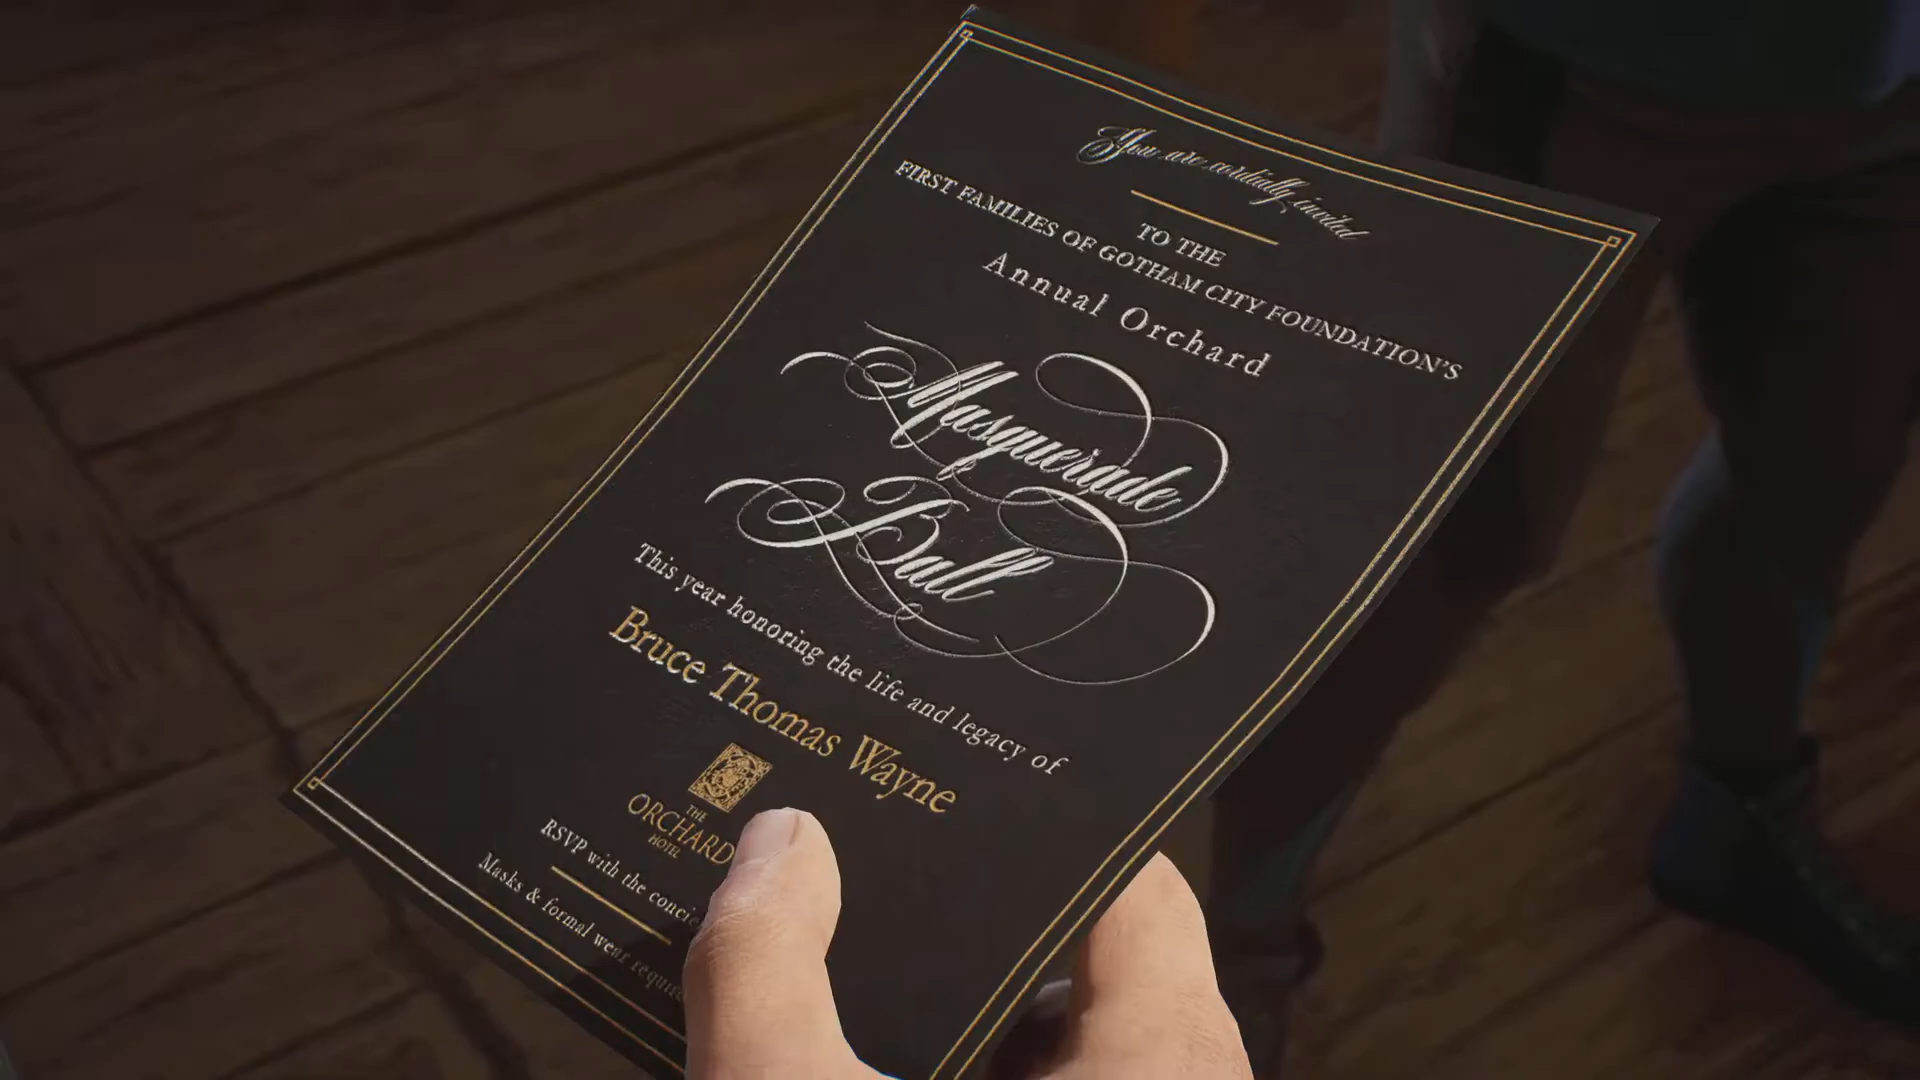 You are cordially invited
TO THE
FIRST FAMILIES OF GOTHAM CITY FOUNDATION'S
Annual Orchard
Masquerade
Ball
This year honoring the life and legacy of
Bruce Thomas Wayne
THE
ORCHARD
HOTEL
RSVP with the
Masks & formal wear